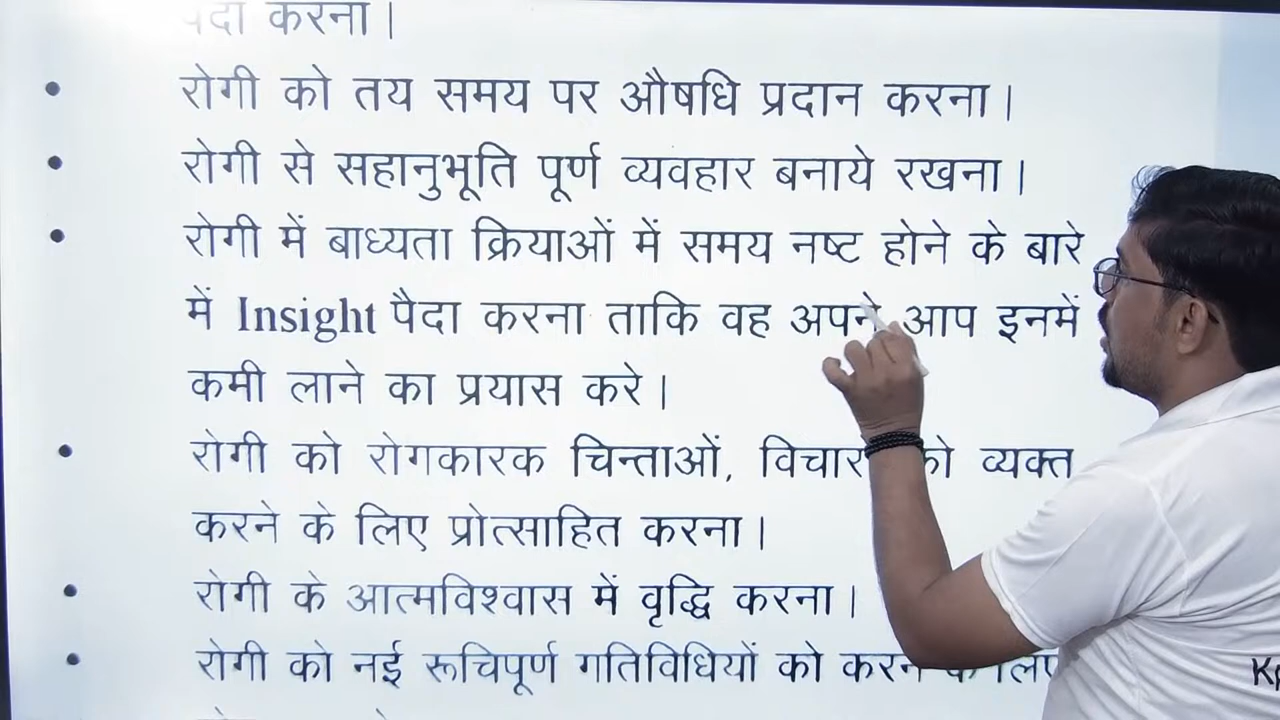 पैदा करना।
• रोगी को तय समय पर औषधि प्रदान करना।
• रोगी से सहानुभूति पूर्ण व्यवहार बनाये रखना।
• रोगी में बाध्यता क्रियाओं में समय नष्ट होने के बारे
में Insight पैदा करना ताकि वह अपने आप इनमें
कमी लाने का प्रयास करे।
• रोगी को रोगकारक चिन्ताओं, विचार को व्यक्त
करने के लिए प्रोत्साहित करना।
• रोगी के आत्मविश्वास में वृद्धि करना।
• रोगी को नई रूचिपूर्ण गतिविधियों को करने के लिए